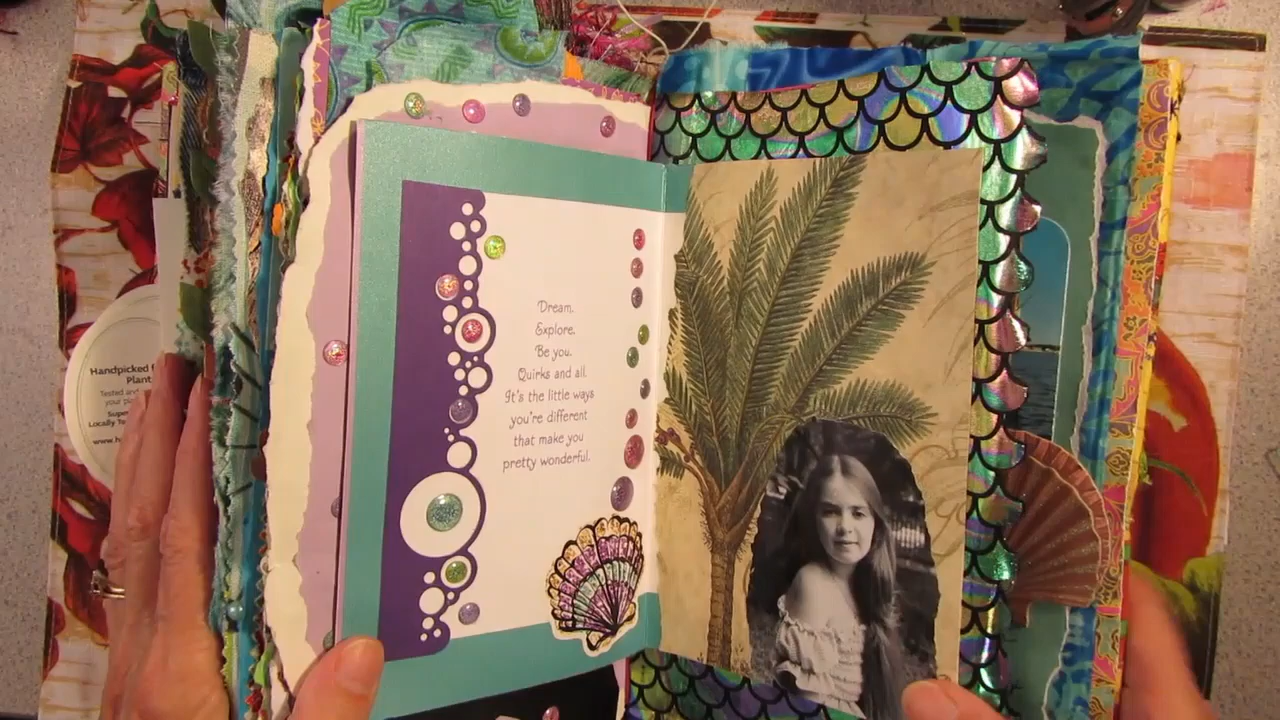 Handpicked
Plant
Dream.
Explore.
Be you.
Quirks and all.
It's the little ways
you're different
that make you
pretty wonderful.